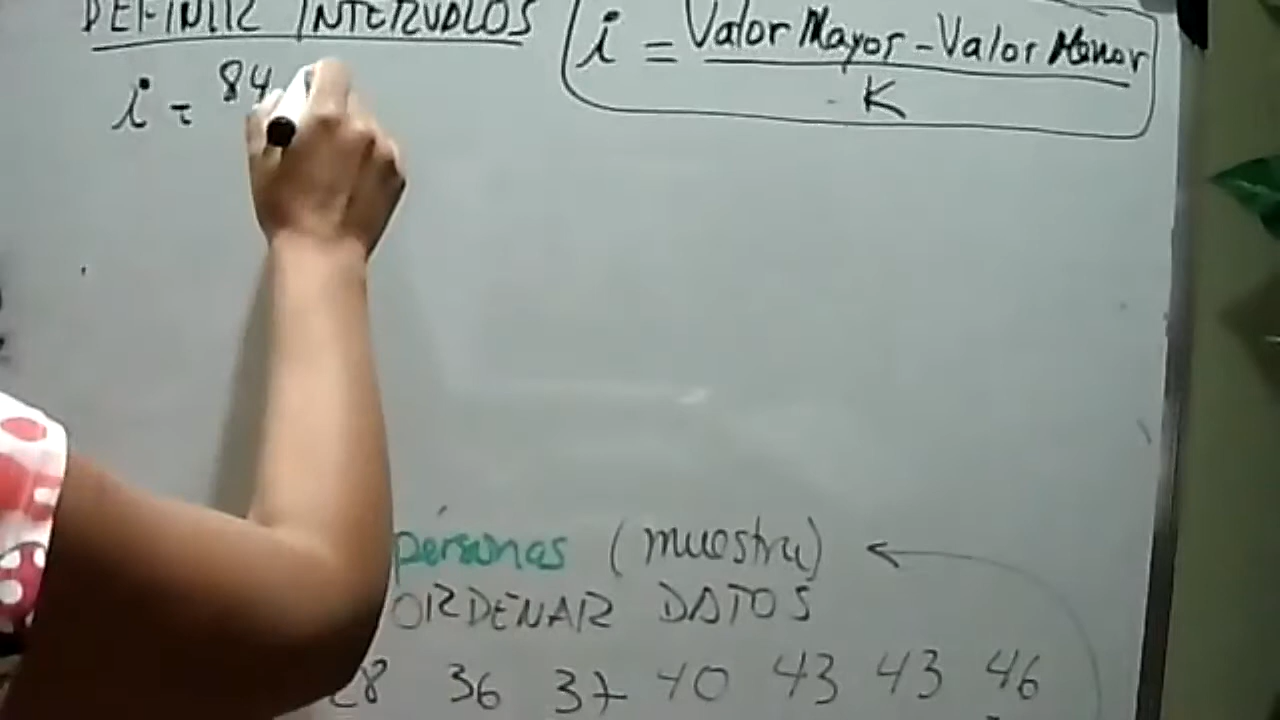 DEFINIR INTERVALOS
i = Valor Mayor - Valor Menor
K
i = 84
personas (muestra)
ORDENAR DATOS
28 36 37 40 43 43 46